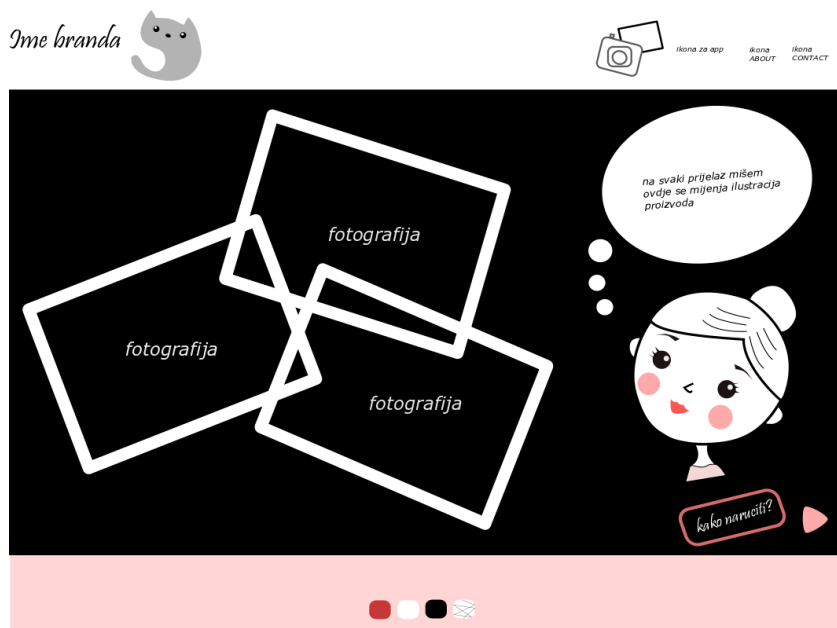 Ime branda
Ikona za app
Ikona
ABOUT
Ikona
CONTACT
na svaki prijelaz mišem
ovdje se mijenja ilustracija
proizvoda
fotografija
fotografija
fotografija
kako naruciti?